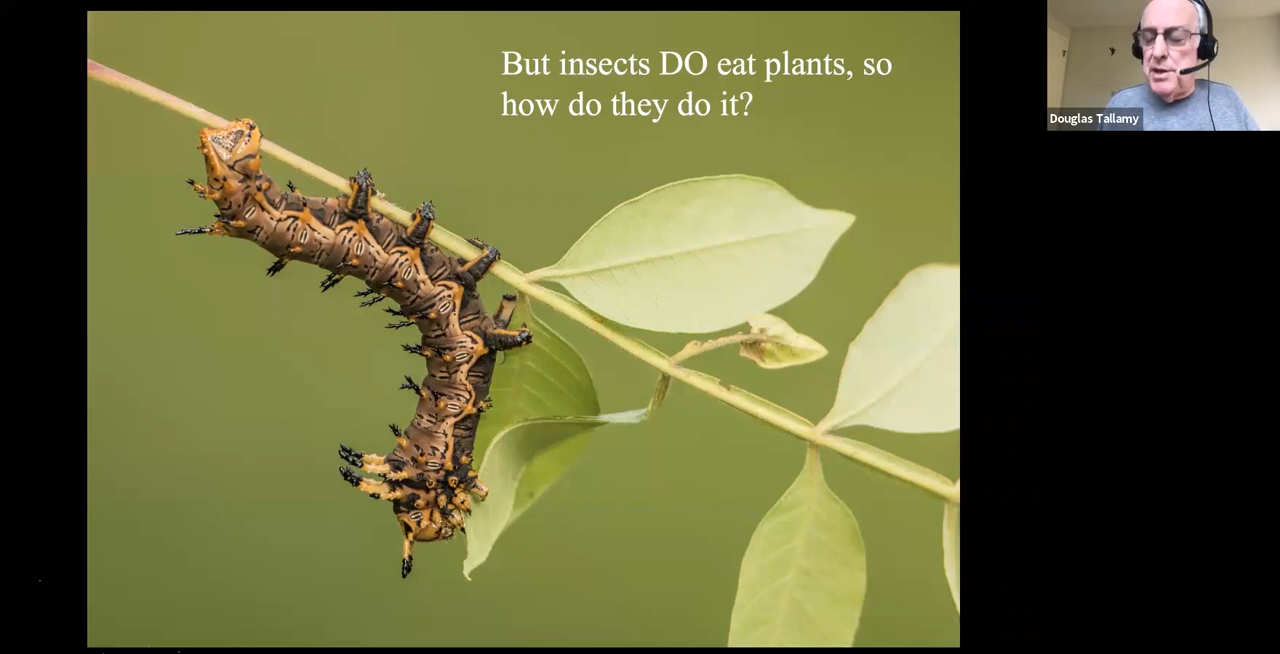 But insects DO eat plants, so
how do they do it?
Douglas Tallamy